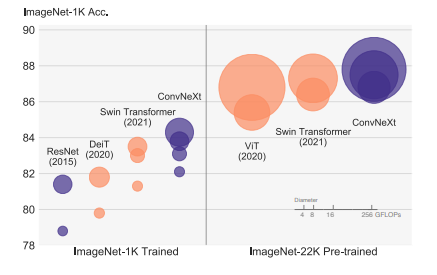 ImageNet-1K Acc.
90
88
86
84
82
80
78
ResNet
(2015)
DeiT
(2020)
Swin Transformer
(2021)
ConvNeXt
ViT
(2020)
Swin Transformer
(2021)
ConvNeXt
Diameter
4 8 16 256 GFLOPs
ImageNet-1K Trained
ImageNet-22K Pre-trained